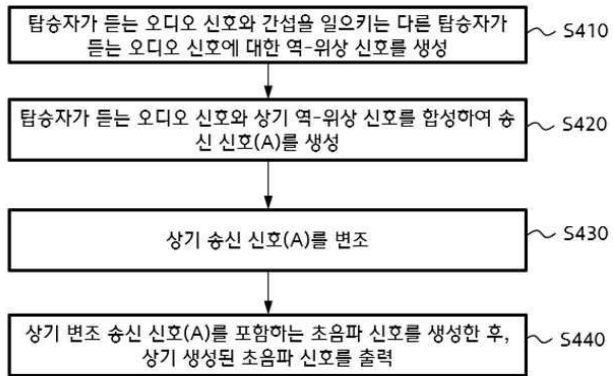 탑승자가 듣는 오디오 신호와 간섭을 일으키는 다른 탑승자가
듣는 오디오 신호에 대한 역-위상 신호를 생성
S410
탑승자가 듣는 오디오 신호와 상기 역-위상 신호를 합성하여 송
신 신호(A)를 생성
S420
상기 송신 신호(A)를 변조
S430
상기 변조 송신 신호(A)를 포함하는 초음파 신호를 생성한 후,
상기 생성된 초음파 신호를 출력
S440